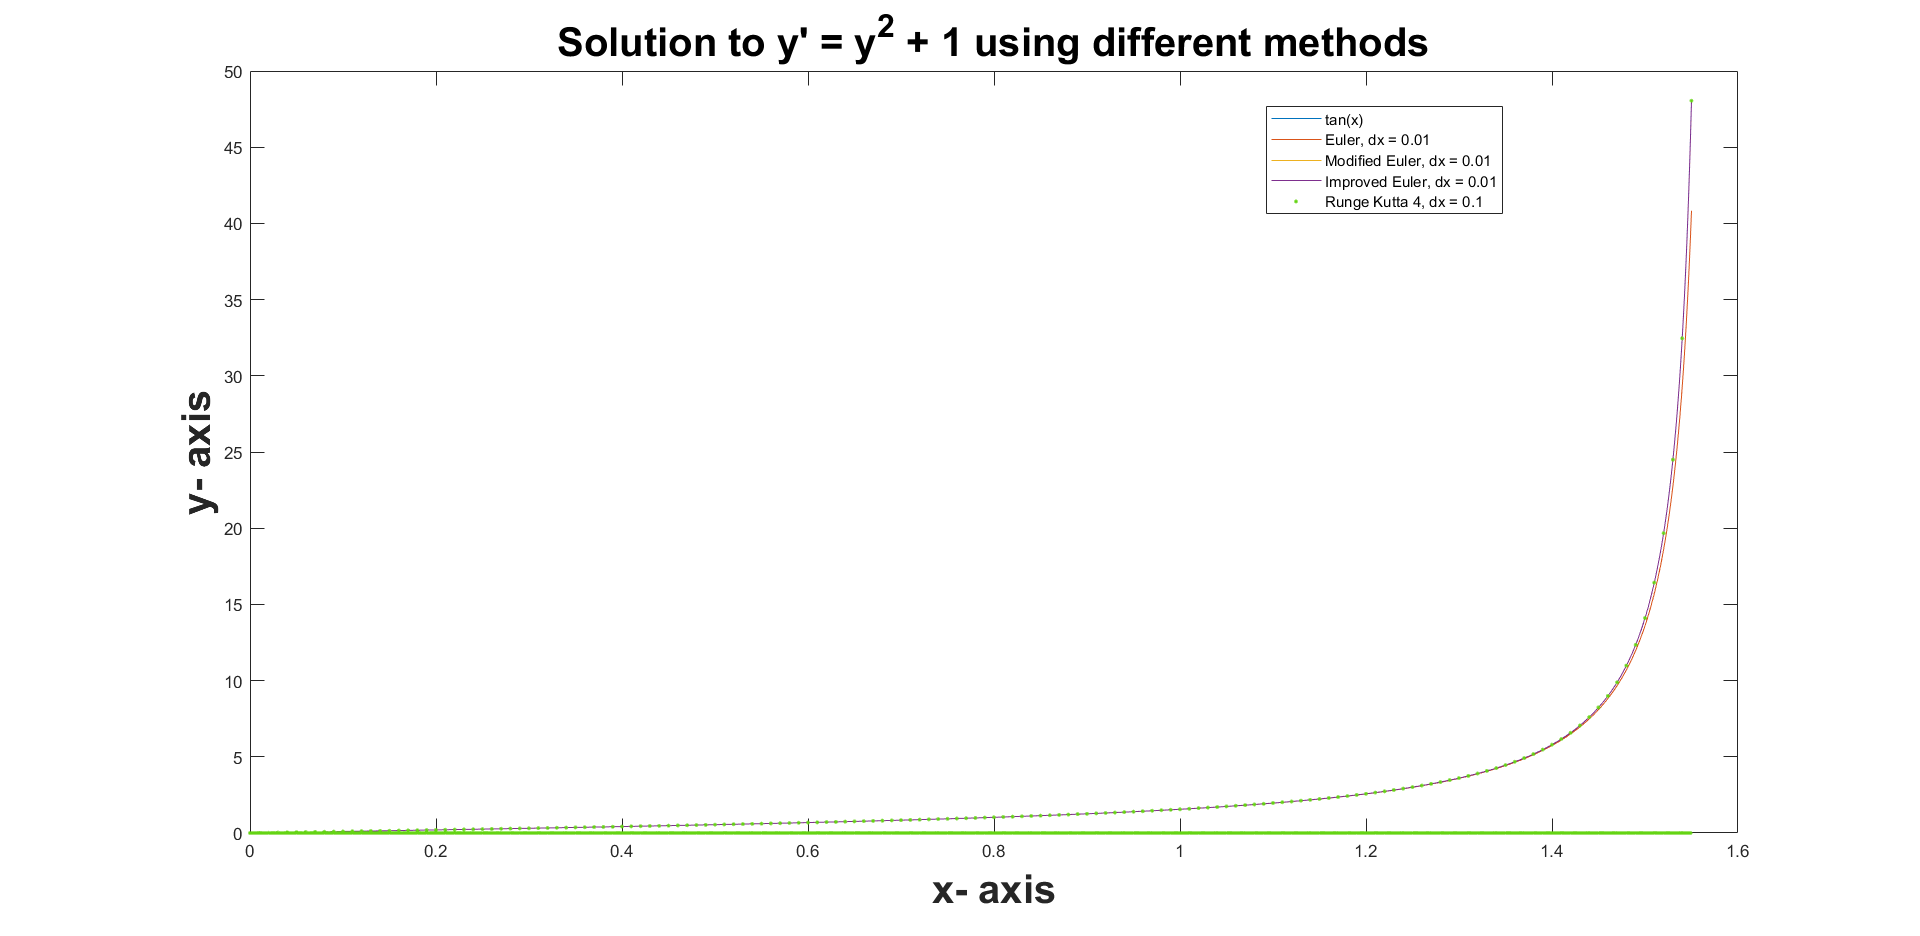 Solution to y' = y² + 1 using different methods
50
45
40
35
30
25
20
15
10
5
0
y- axis
tan(x)
Euler, dx = 0.01
Modified Euler, dx = 0.01
Improved Euler, dx = 0.01
Runge Kutta 4, dx = 0.1
0 0.2 0.4 0.6 0.8 1 1.2 1.4 1.6
x- axis